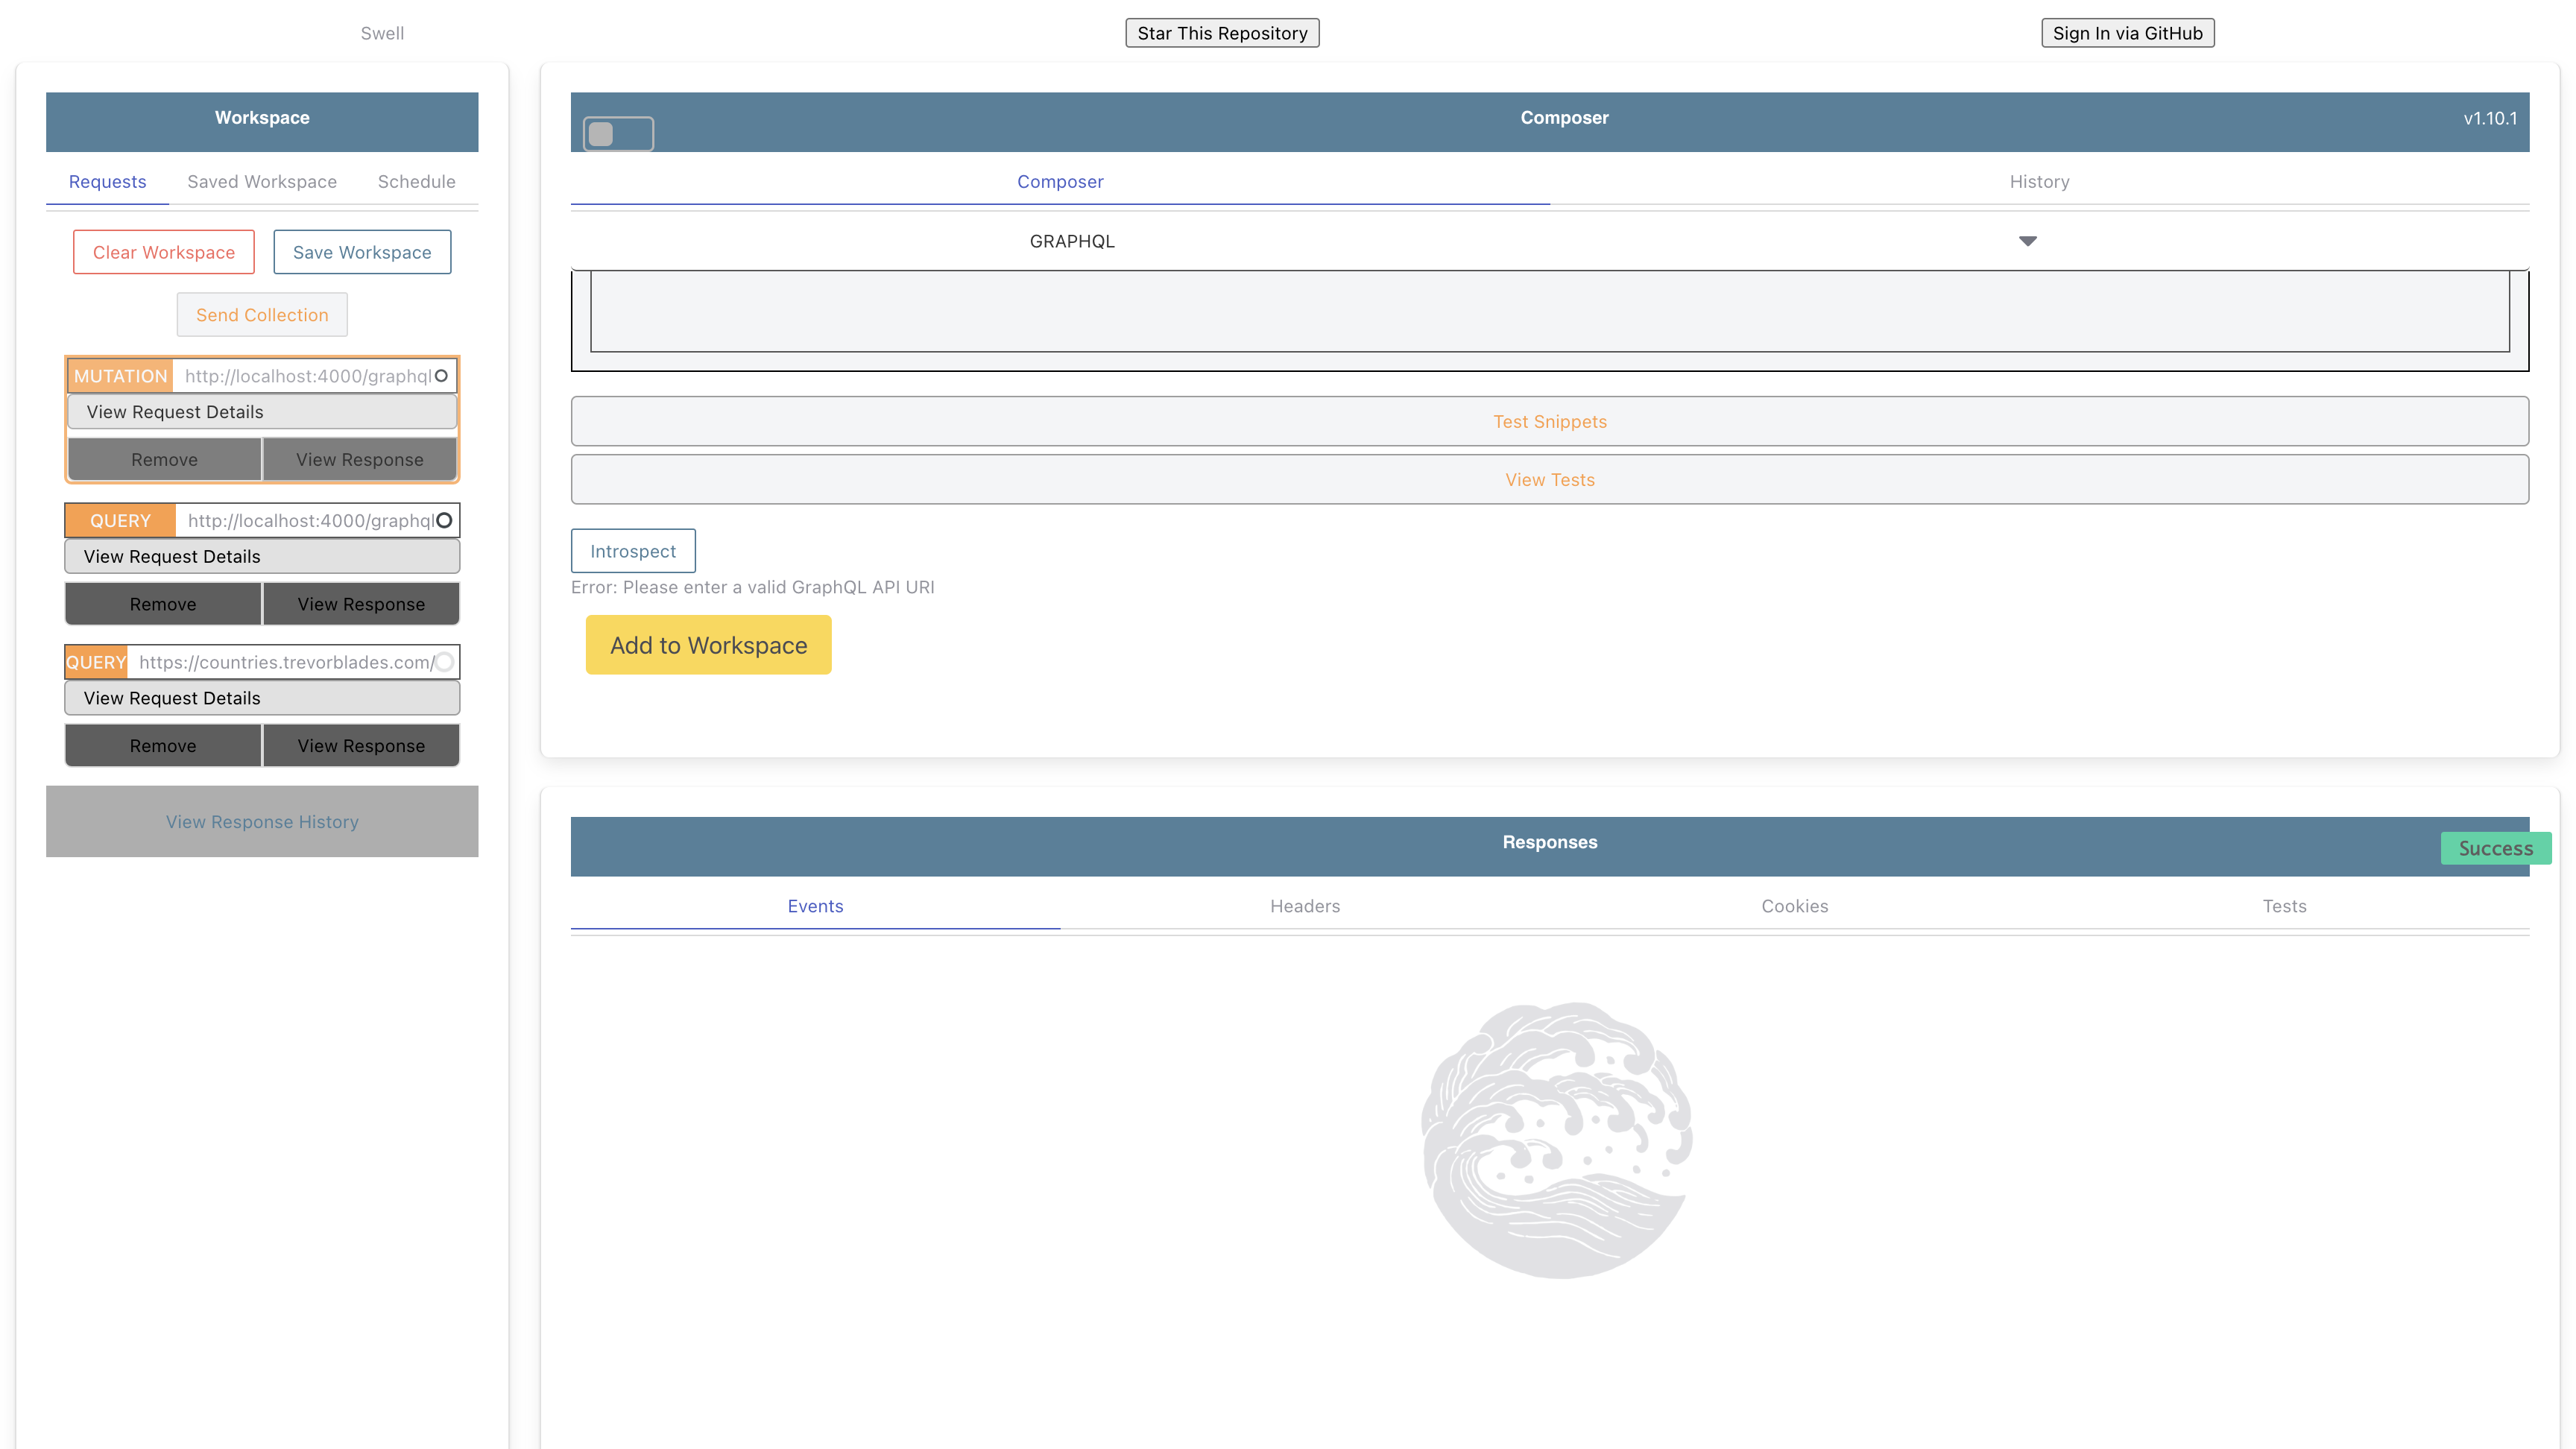 Swell
Star This Repository
Sign In via GitHub
Workspace
Requests
Saved Workspace
Schedule
Clear Workspace
Save Workspace
Send Collection
MUTATION http://localhost:4000/graphql
View Request Details
Remove
View Response
QUERY http://localhost:4000/graphql
View Request Details
Remove
View Response
QUERY https://countries.trevorblades.com/
View Request Details
Remove
View Response
View Response History
Composer
v1.10.1
Composer
History
GRAPHQL
Test Snippets
View Tests
Introspect
Error: Please enter a valid GraphQL API URI
Add to Workspace
Responses
Success
Events
Headers
Cookies
Tests